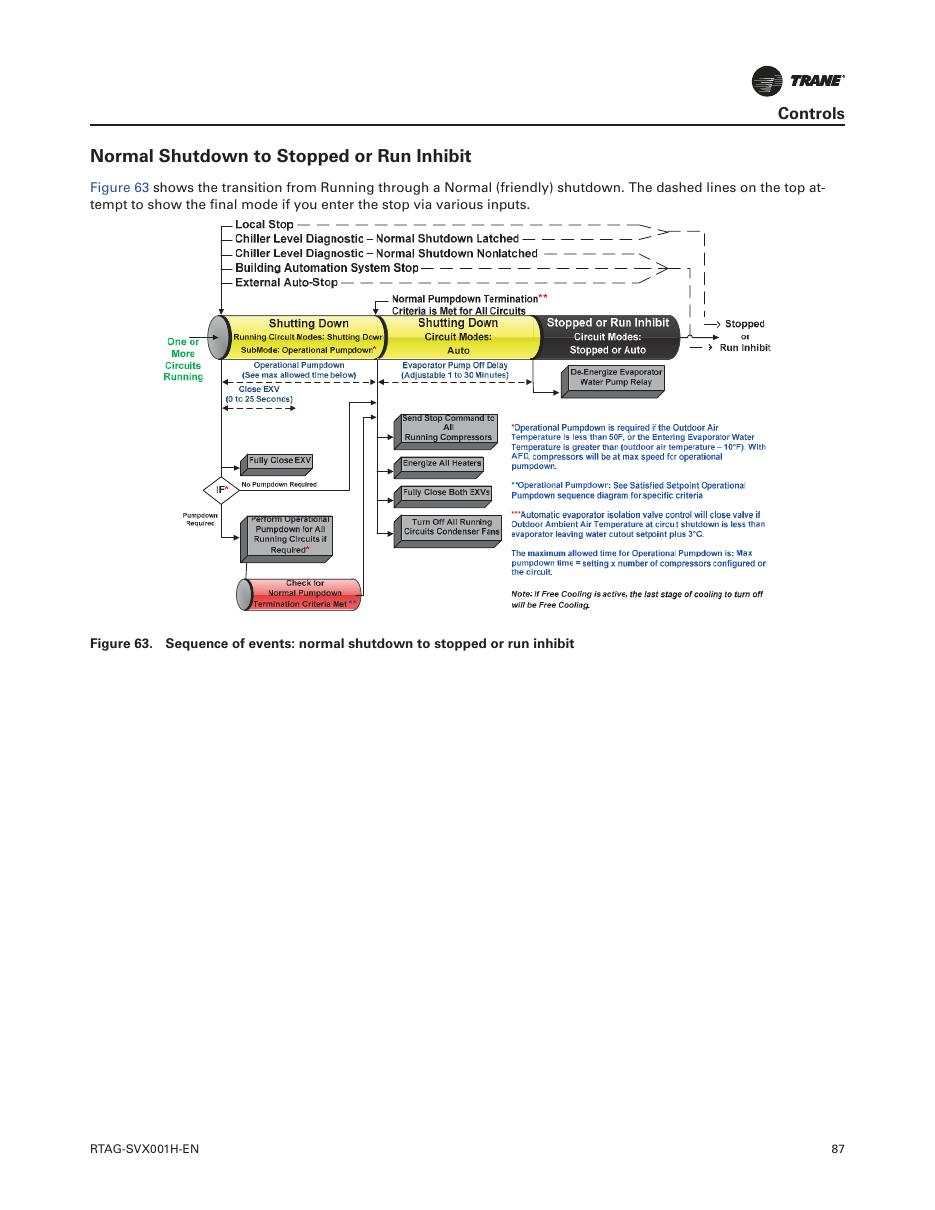 TRANE
Controls
Normal Shutdown to Stopped or Run Inhibit
Figure 63 shows the transition from Running through a Normal (friendly) shutdown. The dashed lines on the top at-
tempt to show the final mode if you enter the stop via various inputs.
Local Stop
Chiller Level Diagnostic – Normal Shutdown Latched
Chiller Level Diagnostic – Normal Shutdown Nonlatched
Building Automation System Stop
External Auto-Stop
Normal Pumpdown Termination**
Criteria is Met for All Circuits
One or
More
Circuits
Running
Shutting Down
Running Circuit Modes: Shutting Down
SubMode: Operational Pumpdown*
Shutting Down
Circuit Modes:
Auto
Stopped or Run Inhibit
Circuit Modes:
Stopped or Auto
Stopped
or
Run Inhibit
Operational Pumpdown
(See max allowed time below)
Evaporator Pump Off Delay
(Adjustable 1 to 30 Minutes)
De-Energize Evaporator
Water Pump Relay
Close EXV
(0 to 25 Seconds)
Send Stop Command to
All
Running Compressors
Energize All Heaters
Fully Close Both EXVs
Turn Off All Running
Circuits Condenser Fans
Fully Close EXV
IF*
No Pumpdown Required
Pumpdown
Required
Perform Operational
Pumpdown for All
Running Circuits if
Required*
Check for
Normal Pumpdown
Termination Criteria Met **
*Operational Pumpdown is required if the Outdoor Air
Temperature is less than 50F, or the Entering Evaporator Water
Temperature is greater than (outdoor air temperature – 10°F). With
AFD, compressors will be at max speed for operational
pumpdown.
**Operational Pumpdown: See Satisfied Setpoint Operational
Pumpdown sequence diagram for specific criteria
***Automatic evaporator isolation valve control will close valve if
Outdoor Ambient Air Temperature at circut shutdown is less than
evaporator leaving water cutout setpoint plus 3°C.
The maximum allowed time for Operational Pumpdown is: Max
pumpdown time = setting x number of compressors configured on
the circuit.
Note: If Free Cooling is active, the last stage of cooling to turn off
will be Free Cooling.
Figure 63. Sequence of events: normal shutdown to stopped or run inhibit
RTAG-SVX001H-EN
87